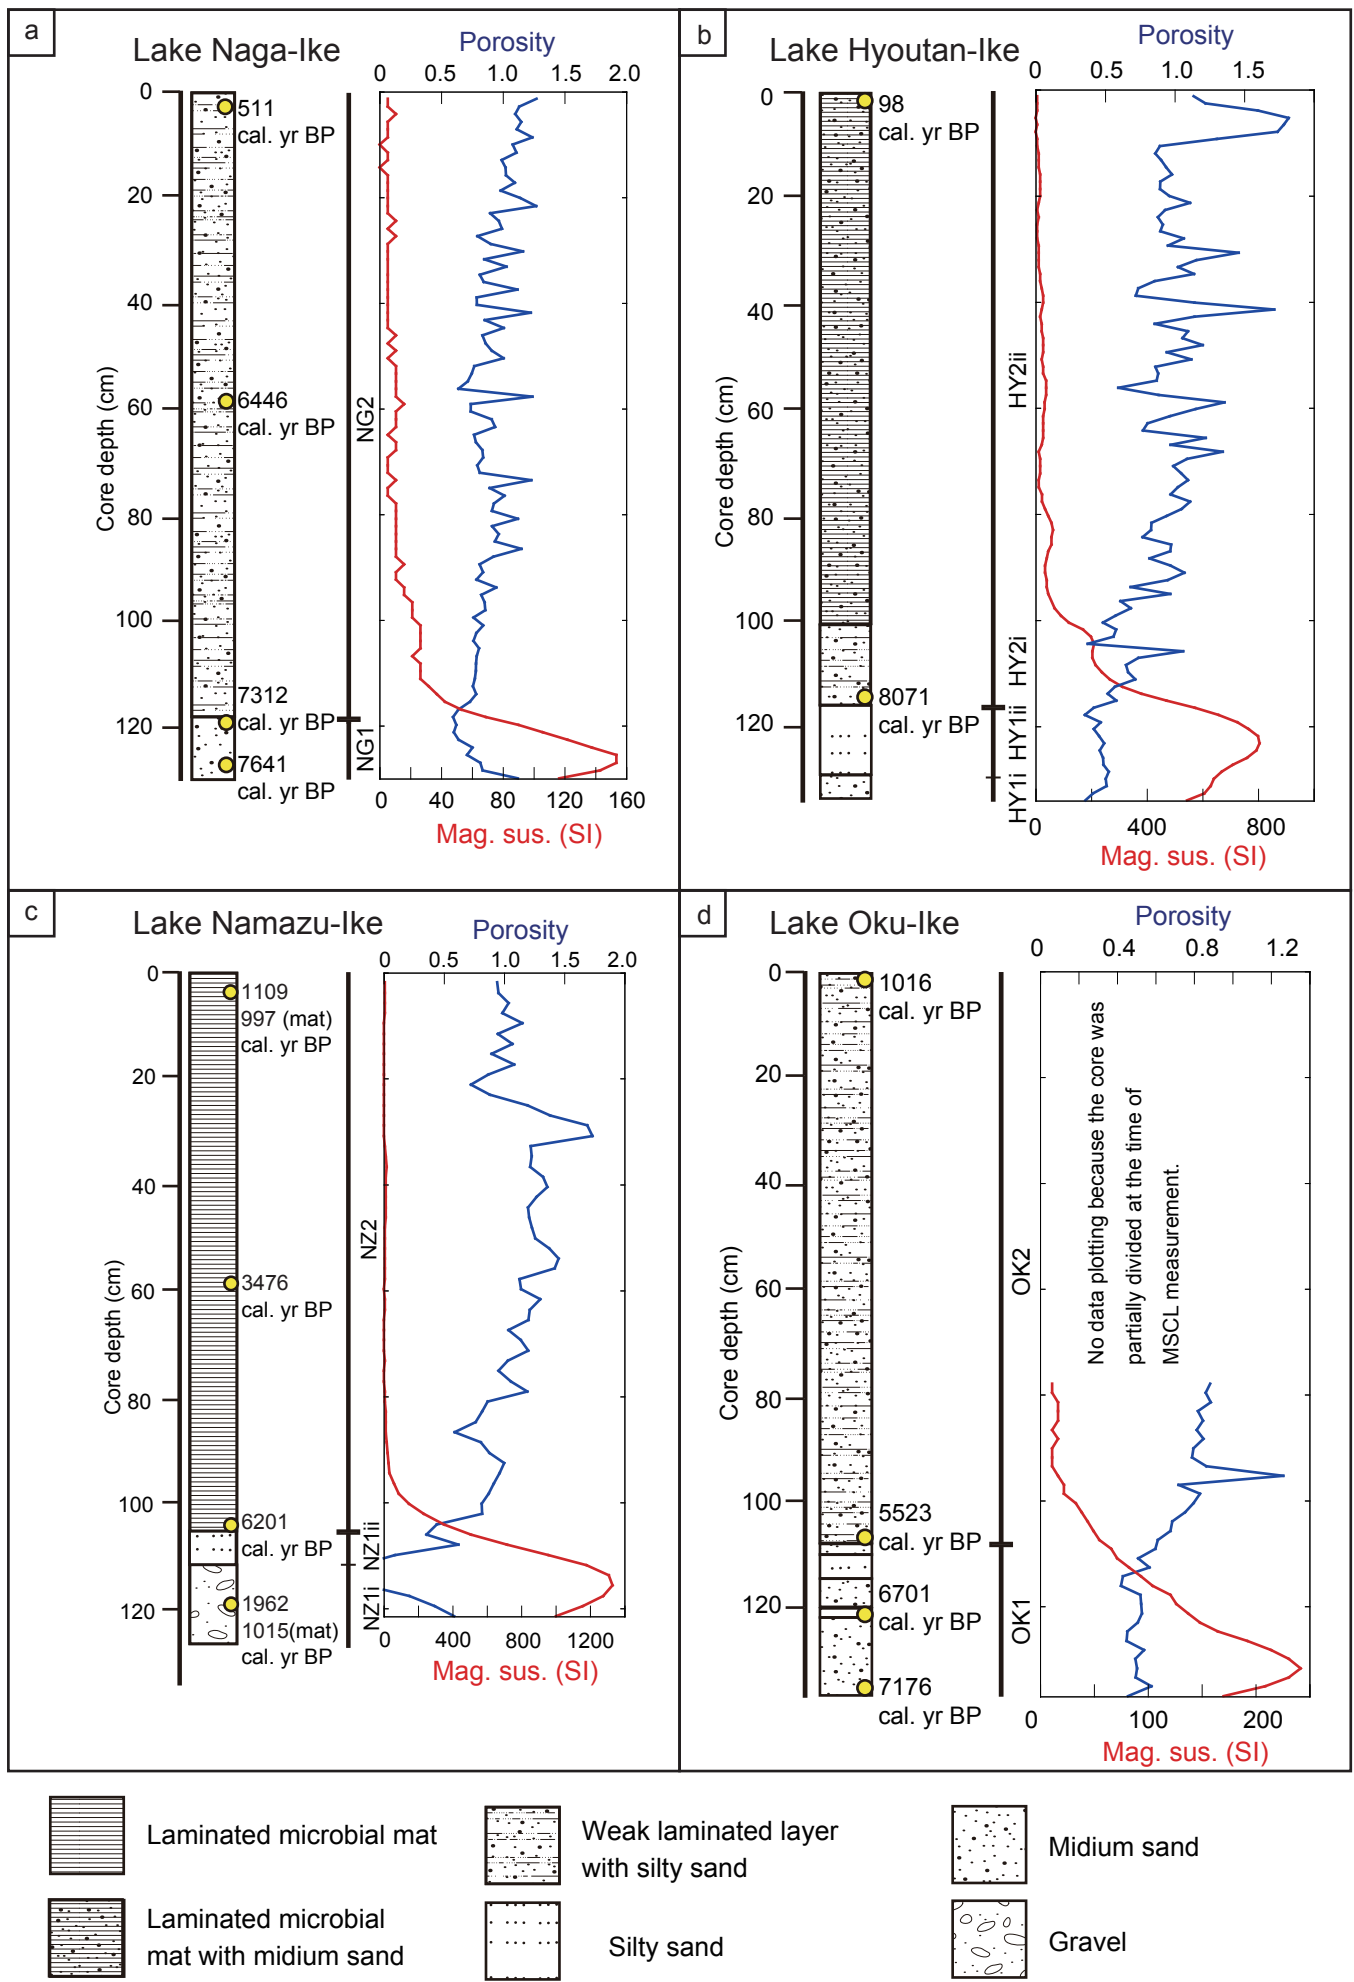 a
Lake Naga-Ike
Porosity
0 0.5 1.0 1.5 2.0
0
20
40
60
80
100
120
Core depth (cm)
511
cal. yr BP
6446
cal. yr BP
7312
cal. yr BP
7641
cal. yr BP
NG2
NG1
0 40 80 120 160
Mag. sus. (SI)
b
Lake Hyoutan-Ike
Porosity
0 0.5 1.0 1.5
0
20
40
60
80
100
120
Core depth (cm)
98
cal. yr BP
8071
cal. yr BP
HY2ii
HY2i
HY1ii
HY1i
0 400 800
Mag. sus. (SI)
c
Lake Namazu-Ike
Porosity
0 0.5 1.0 1.5 2.0
0
20
40
60
80
100
120
Core depth (cm)
1109
997 (mat)
cal. yr BP
3476
cal. yr BP
6201
cal. yr BP
1962
1015(mat)
cal. yr BP
NZ2
NZ1ii
NZ1i
0 400 800 1200
Mag. sus. (SI)
d
Lake Oku-Ike
Porosity
0 0.4 0.8 1.2
0
20
40
60
80
100
120
Core depth (cm)
1016
cal. yr BP
5523
cal. yr BP
6701
cal. yr BP
7176
cal. yr BP
OK2
OK1
No data plotting because the core was
partially divided at the time of
MSCL measurement.
0 100 200
Mag. sus. (SI)
Laminated microbial mat
Weak laminated layer
with silty sand
Midium sand
Laminated microbial
mat with midium sand
Silty sand
Gravel